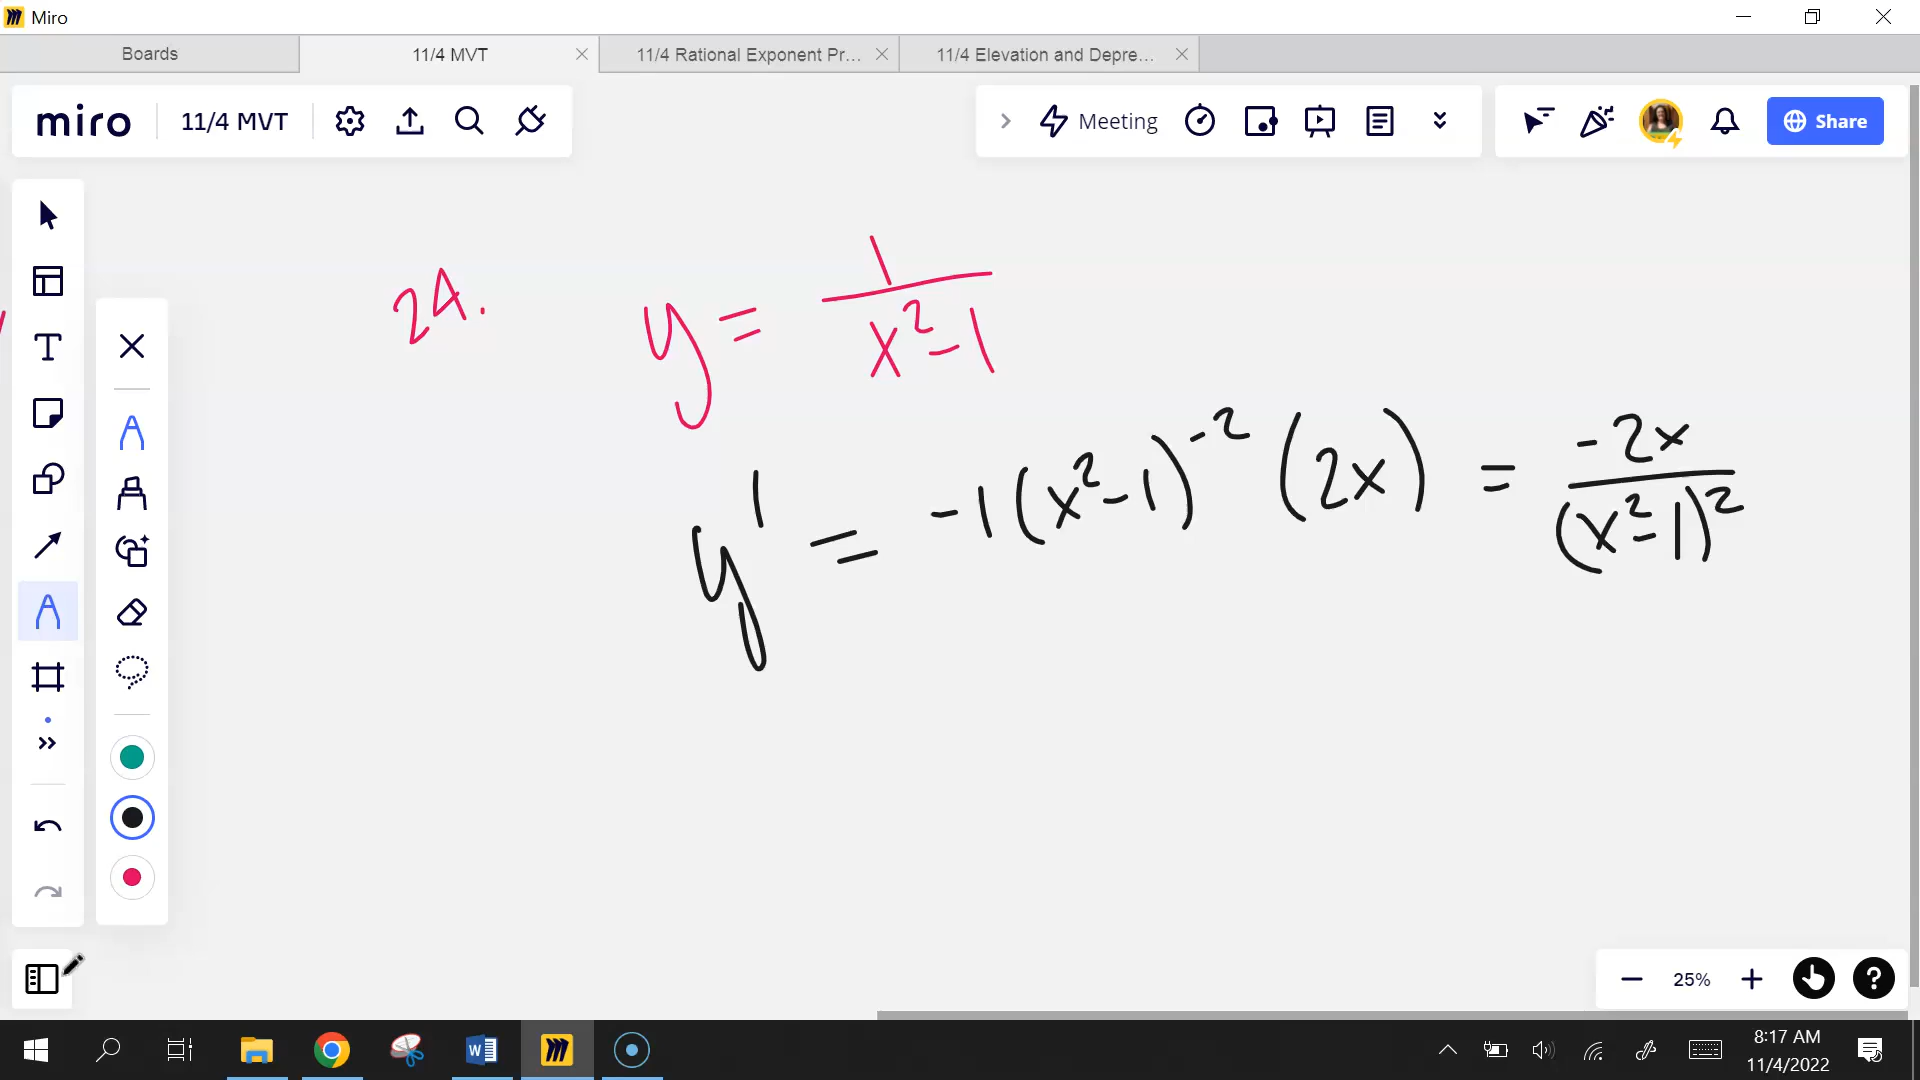 Miro
Boards
11/4 MVT
11/4 Rational Exponent Pr...
11/4 Elevation and Depre...
miro
11/4 MVT
Meeting
Share
24. y = 1/(x²-1)
y' = -1(x²-1)⁻² (2x) = -2x/(x²-1)²
25%
8:17 AM
11/4/2022